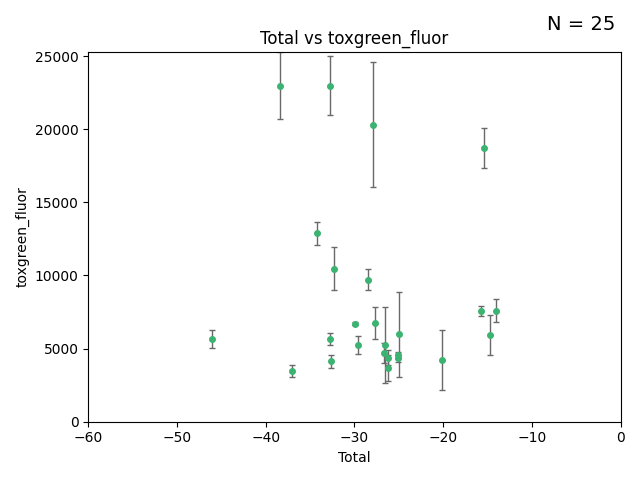 N = 25
Total vs toxgreen_fluor
25000
20000
15000
10000
5000
0
toxgreen_fluor
−60 −50 −40 −30 −20 −10 0
Total